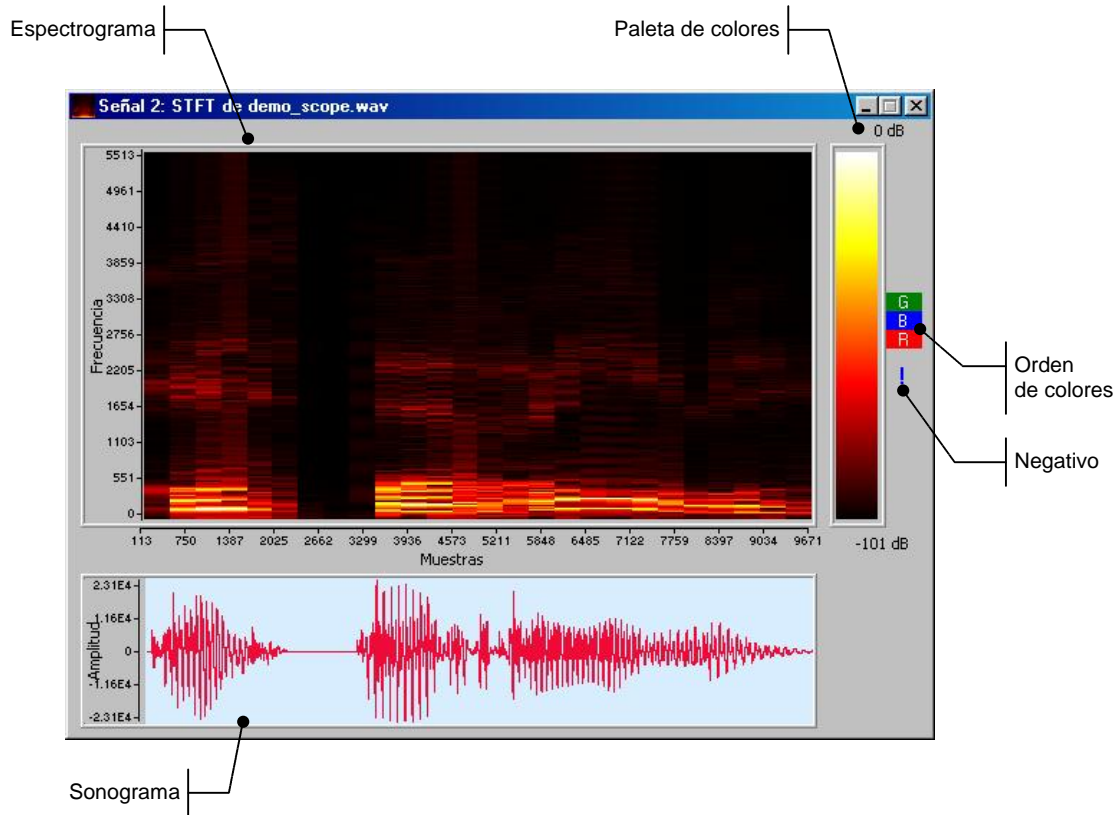 Espectrograma
Paleta de colores
Señal 2: STFT de demo_scope.wav
0 dB
5513
4961
4410
3859
3308
2756
2205
1654
1103
551
0
Frecuencia
G
B
R
!
Orden
de colores
Negativo
113 750 1387 2025 2662 3299 3936 4573 5211 5848 6485 7122 7759 8397 9034 9671
Muestras
-101 dB
2.31E4
1.16E4
0
-1.16E4
-2.31E4
Amplitud
Sonograma